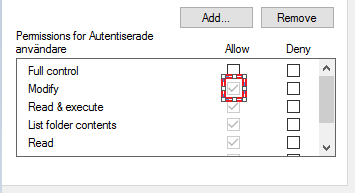 Add... Remove
Permissions for Autentiserade
användare Allow Deny
Full control
Modify
Read & execute
List folder contents
Read